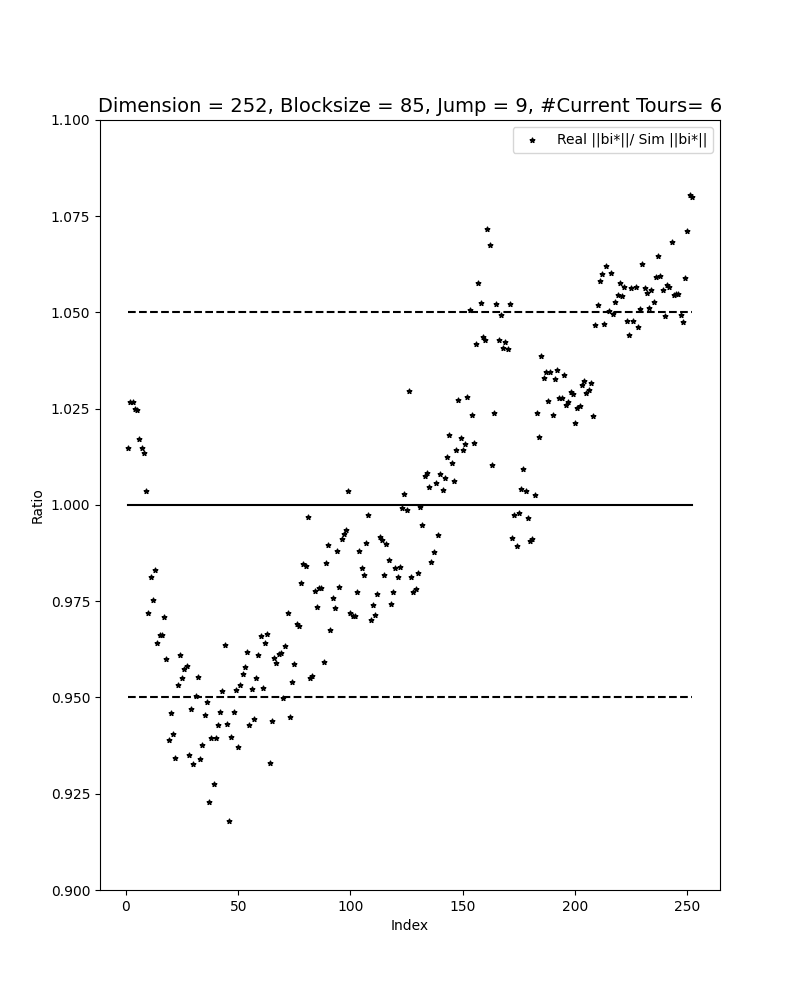 Dimension = 252, Blocksize = 85, Jump = 9, #Current Tours= 6
Real ||bi*||/ Sim ||bi*||
1.100
1.075
1.050
1.025
1.000
0.975
0.950
0.925
0.900
Ratio
0 50 100 150 200 250
Index